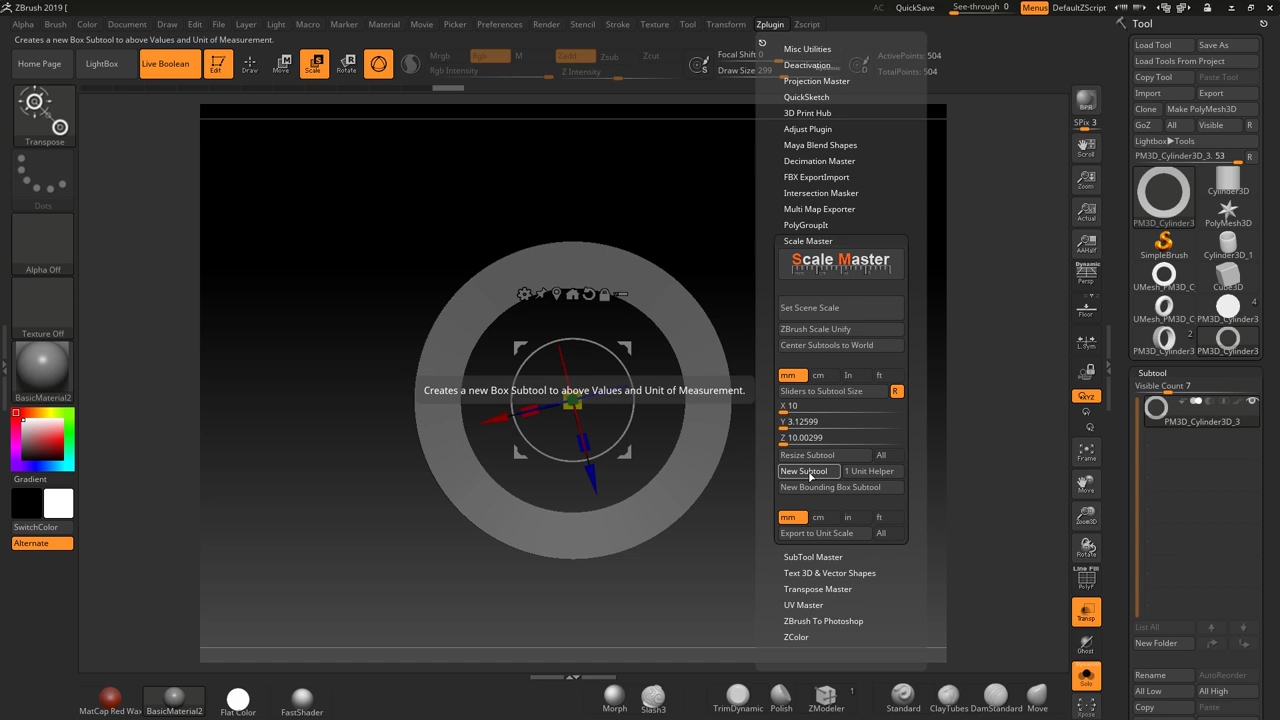 ZBrush 2019 [
AC QuickSave See-through 0 Menus DefaultZScript
Alpha Brush Color Document Draw Edit File Layer Light Macro Marker Material Movie Picker Preferences Render Stencil Stroke Texture Tool Transform Zplugin Zscript
Creates a new Box Subtool to above Values and Unit of Measurement.
Home Page LightBox Live Boolean Edit Draw Move Scale Rotate
Mrgb Rgb M Zadd Zsub Zcut
Rgb Intensity Z Intensity
Focal Shift 0
Draw Size 299
S D
ActivePoints: 504
TotalPoints: 504
Transpose
Dots
Alpha Off
Texture Off
BasicMaterial2
Gradient
SwitchColor
Alternate
Creates a new Box Subtool to above Values and Unit of Measurement.
Misc Utilities
Deactivation
Projection Master
QuickSketch
3D Print Hub
Adjust Plugin
Maya Blend Shapes
Decimation Master
FBX ExportImport
Intersection Masker
Multi Map Exporter
PolyGroupIt
Scale Master
Scale Master
Set Scene Scale
ZBrush Scale Unify
Center Subtools to World
mm cm In ft
Sliders to Subtool Size R
X 10
Y 3.12599
Z 10.00299
Resize Subtool All
New Subtool 1 Unit Helper
New Bounding Box Subtool
mm cm in ft
Export to Unit Scale All
SubTool Master
Text 3D & Vector Shapes
Transpose Master
UV Master
ZBrush To Photoshop
ZColor
BPR
SPix 3
Scroll
Zoom
Actual
AAHalf
Dynamic
Persp
Floor
L.Sym
XYZ
Frame
Move
Zoom3D
Rotate
Line Fill
PolyF
Transp
Ghost
Dynamic
Solo
Xpose
Tool
Load Tool Save As
Load Tools From Project
Copy Tool Paste Tool
Import Export
Clone Make PolyMesh3D
GoZ All Visible R
Lightbox▶Tools
PM3D_Cylinder3D_3. 53 R
PM3D_Cylinder3 Cylinder3D
PolyMesh3D
SimpleBrush Cylinder3D_1
UMesh_PM3D_C Cube3D
4
UMesh_PM3D_C PM3D_Cylinder3
2
PM3D_Cylinder3 PM3D_Cylinder3
Subtool
Visible Count 7
PM3D_Cylinder3D_3
List All
New Folder
Rename AutoReorder
All Low All High
Copy Paste
MatCap Red Wax BasicMaterial2 Flat Color FastShader Morph Slash3 TrimDynamic Polish ZModeler 1 Standard ClayTubes DamStandard Move